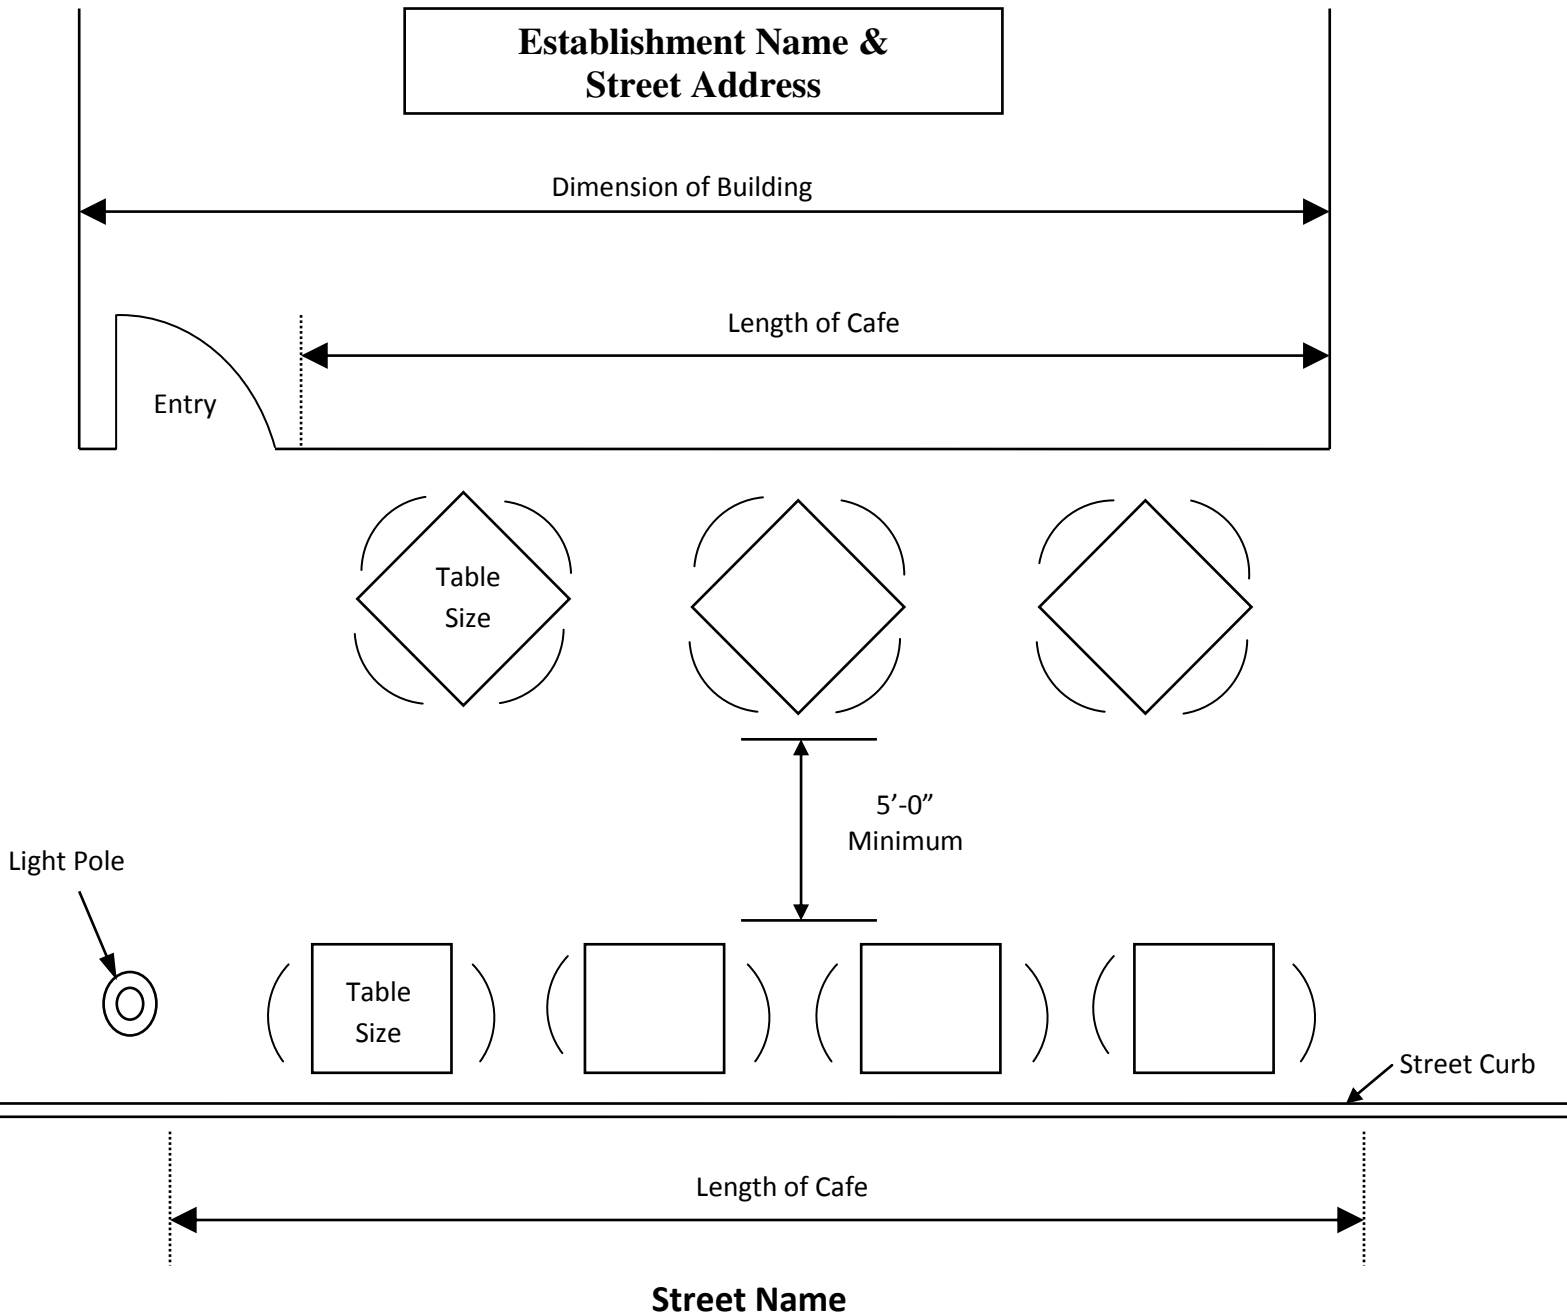 Establishment Name &
Street Address
Dimension of Building
Length of Cafe
Entry
Table
Size
5’-0”
Minimum
Light Pole
Table
Size
Street Curb
Length of Cafe
Street Name